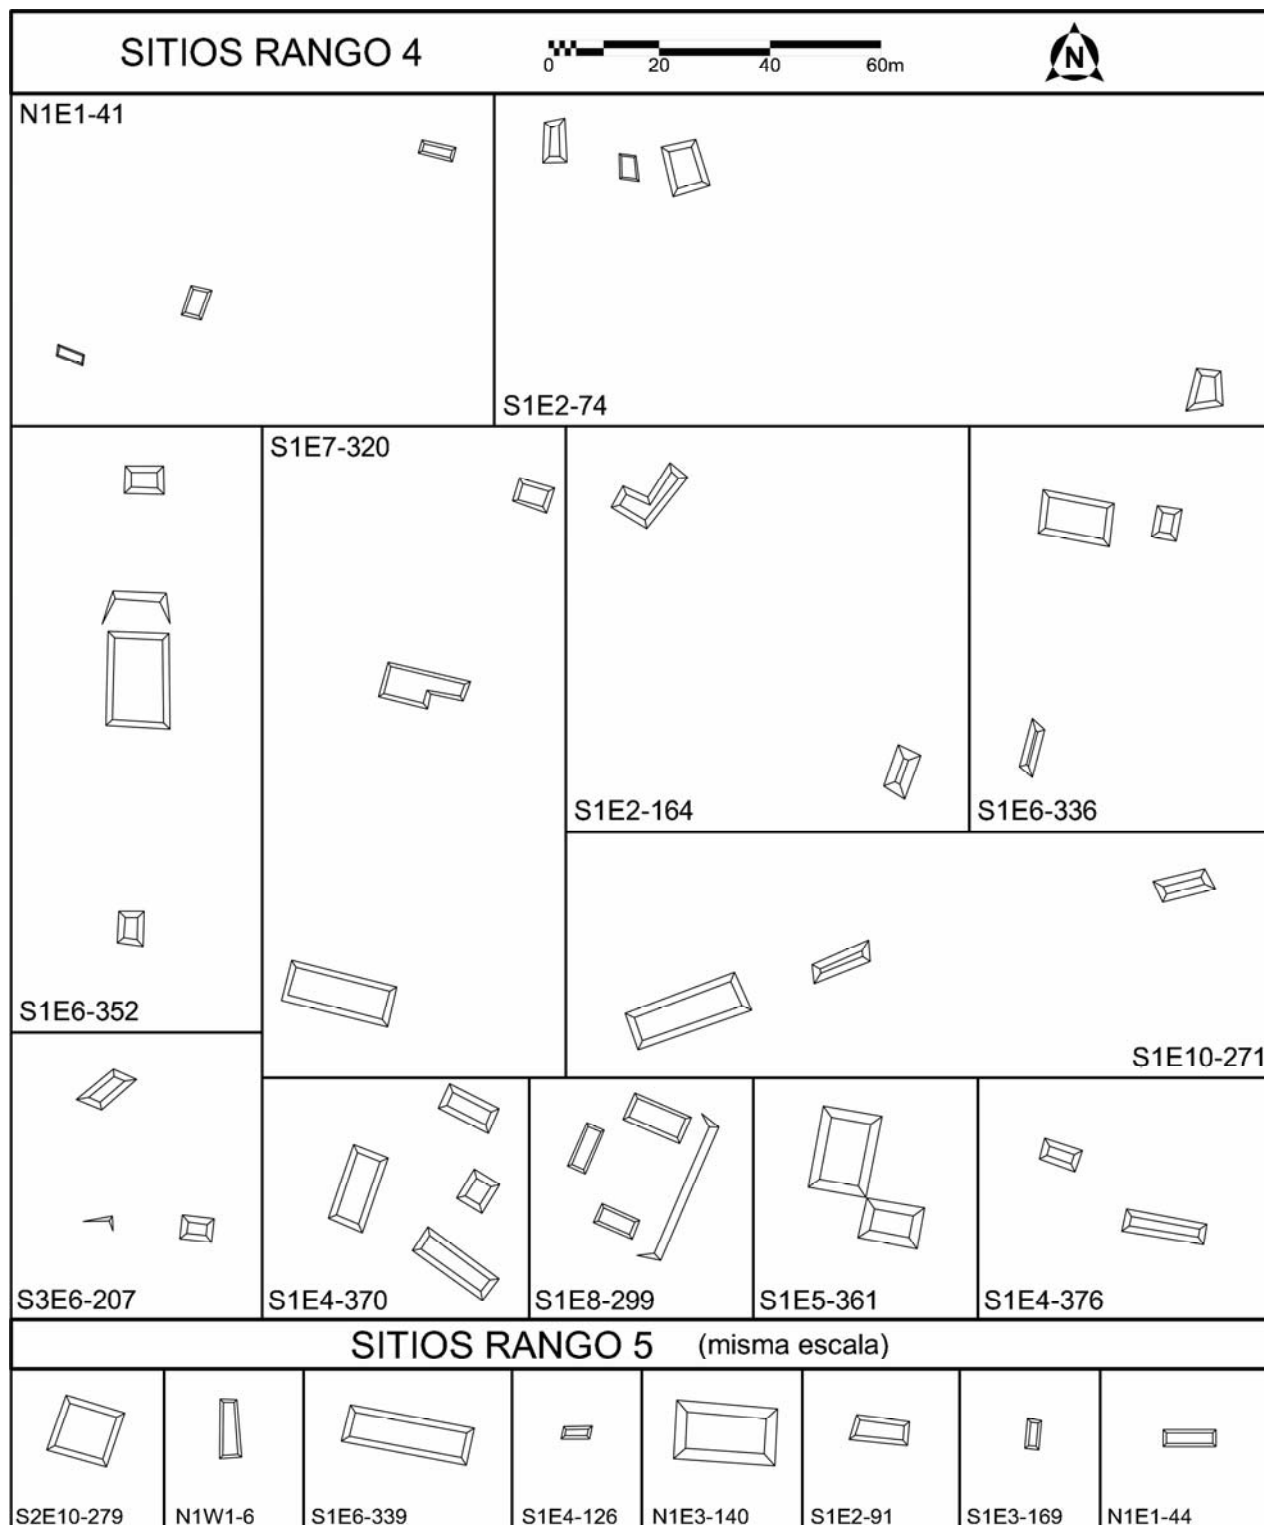 SITIOS RANGO 4
0 20 40 60m
N
N1E1-41
S1E2-74
S1E7-320
S1E2-164
S1E6-336
S1E6-352
S1E10-271
S3E6-207
S1E4-370
S1E8-299
S1E5-361
S1E4-376
SITIOS RANGO 5 (misma escala)
S2E10-279
N1W1-6
S1E6-339
S1E4-126
N1E3-140
S1E2-91
S1E3-169
N1E1-44